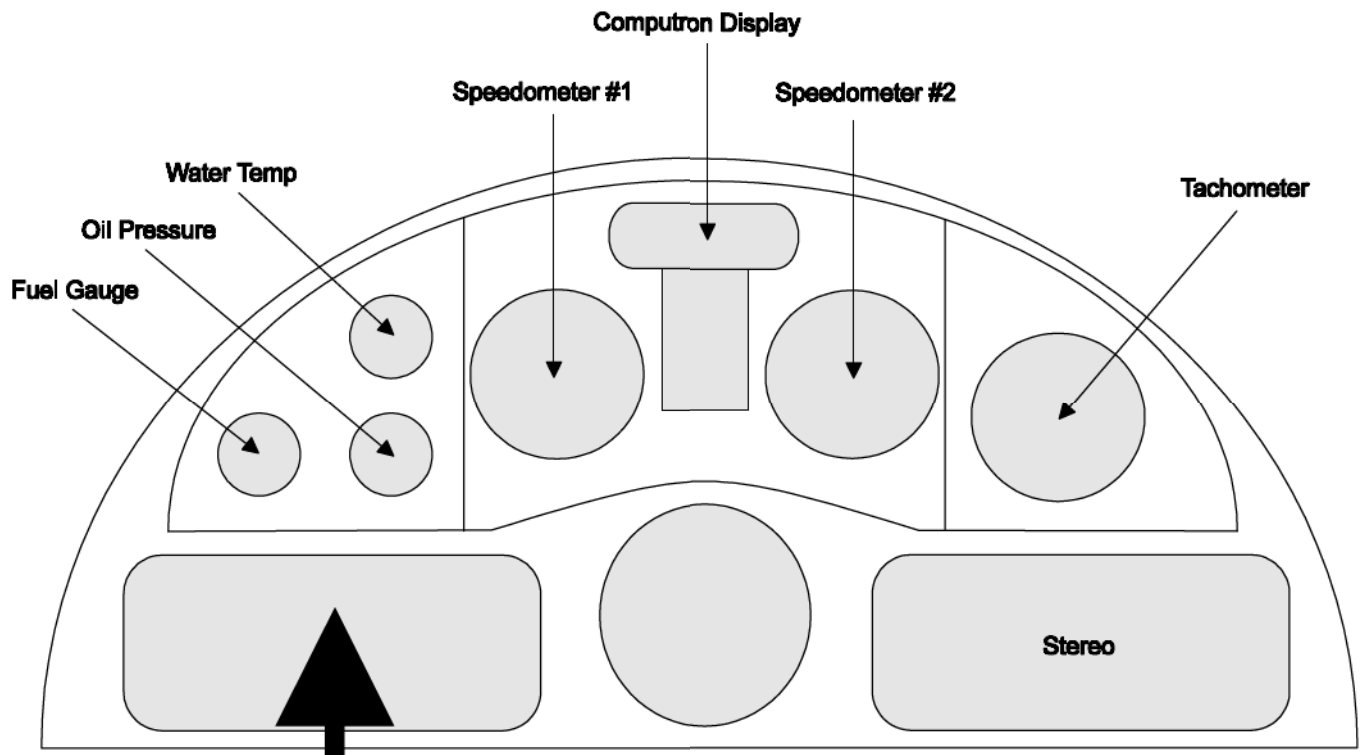 Computron Display
Speedometer #1
Speedometer #2
Water Temp
Tachometer
Oil Pressure
Fuel Gauge
Stereo